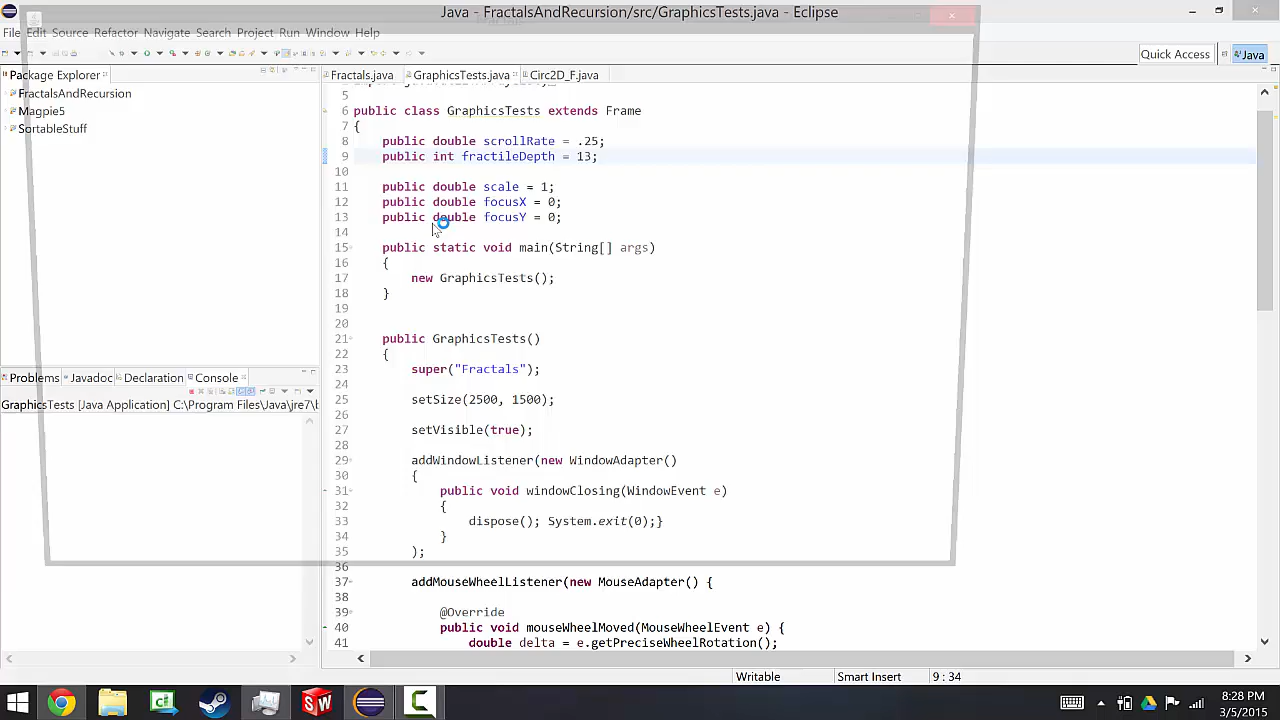 Java - FractalsAndRecursion/src/GraphicsTests.java - Eclipse
File Edit Source Refactor Navigate Search Project Run Window Help
Quick Access Java
Package Explorer
FractalsAndRecursion
Magpie5
SortableStuff
Problems Javadoc Declaration Console
GraphicsTests [Java Application] C:\Program Files\Java\jre7\b
Fractals.java GraphicsTests.java Circ2D_F.java
5
6 public class GraphicsTests extends Frame
7 {
8 public double scrollRate = .25;
9 public int fractileDepth = 13;
10
11 public double scale = 1;
12 public double focusX = 0;
13 public double focusY = 0;
14
15 public static void main(String[] args)
16 {
17 new GraphicsTests();
18 }
19
20
21 public GraphicsTests()
22 {
23 super("Fractals");
24
25 setSize(2500, 1500);
26
27 setVisible(true);
28
29 addWindowListener(new WindowAdapter()
30 {
31 public void windowClosing(WindowEvent e)
32 {
33 dispose(); System.exit(0);}
34 }
35 );
36
37 addMouseWheelListener(new MouseAdapter() {
38
39 @Override
40 public void mouseWheelMoved(MouseWheelEvent e) {
41 double delta = e.getPreciseWheelRotation();
Writable Smart Insert 9 : 34
8:28 PM
3/5/2015